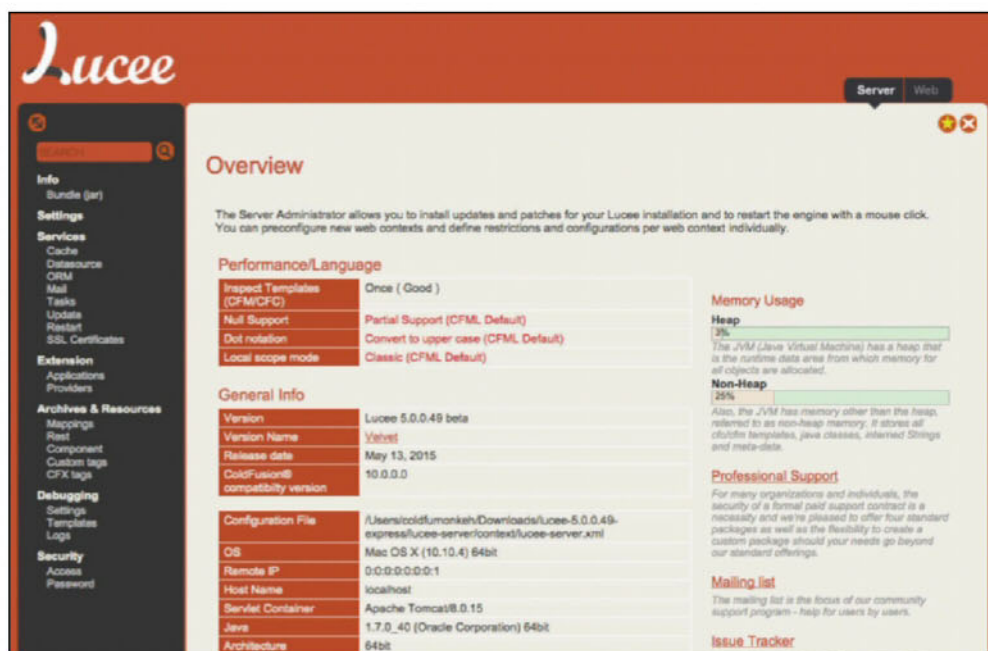 Lucee
Server Web
SEARCH
Info
Bundle (jar)
Settings
Services
Cache
Datasource
ORM
Mail
Tasks
Update
Restart
SSL Certificates
Extension
Applications
Providers
Archives & Resources
Mappings
Rest
Component
Custom tags
CFX tags
Debugging
Settings
Templates
Logs
Security
Access
Password
Overview
The Server Administrator allows you to install updates and patches for your Lucee installation and to restart the engine with a mouse click.
You can preconfigure new web contexts and define restrictions and configurations per web context individually.
Performance/Language
Inspect Templates Once ( Good )
(CFM/CFC)
Null Support Partial Support (CFML Default)
Dot notation Convert to upper case (CFML Default)
Local scope mode Classic (CFML Default)
General Info
Version Lucee 5.0.0.49 beta
Version Name Velvet
Release date May 13, 2015
ColdFusion® 10.0.0.0
compatibilty version
Configuration File /Users/coldfumonkeh/Downloads/lucee-5.0.0.49-
express/lucee-server/context/lucee-server.xml
OS Mac OS X (10.10.4) 64bit
Remote IP 0:0:0:0:0:0:0:1
Host Name localhost
Servlet Container Apache Tomcat/8.0.15
Java 1.7.0_40 (Oracle Corporation) 64bit
Architecture 64bit
Memory Usage
Heap
3%
The JVM (Java Virtual Machine) has a heap that
is the runtime data area from which memory for
all objects are allocated.
Non-Heap
25%
Also, the JVM has memory other than the heap,
referred to as non-heap memory. It stores all
cfc/cfm templates, java classes, interned Strings
and meta-data.
Professional Support
For many organizations and individuals, the
security of a formal paid support contract is a
necessity and we're pleased to offer four standard
packages as well as the flexibility to create a
custom package should your needs go beyond
our standard offerings.
Mailing list
The mailing list is the focus of our community
support program - help for users by users.
Issue Tracker